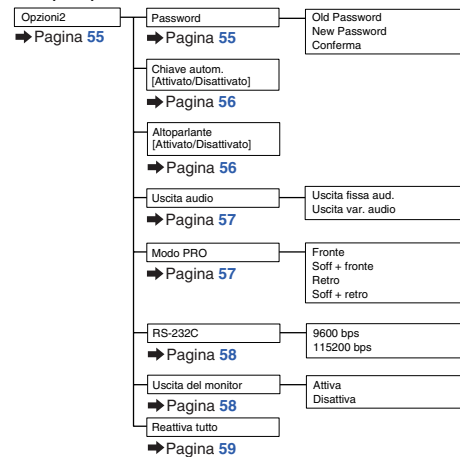 Opzioni2
➡Pagina 55
Password
➡Pagina 55
Old Password
New Password
Conferma
Chiave autom.
[Attivato/Disattivato]
➡Pagina 56
Altoparlante
[Attivato/Disattivato]
➡Pagina 56
Uscita audio
➡Pagina 57
Uscita fissa aud.
Uscita var. audio
Modo PRO
➡Pagina 57
Fronte
Soff + fronte
Retro
Soff + retro
RS-232C
➡Pagina 58
9600 bps
115200 bps
Uscita del monitor
➡Pagina 58
Attiva
Disattiva
Reattiva tutto
➡Pagina 59